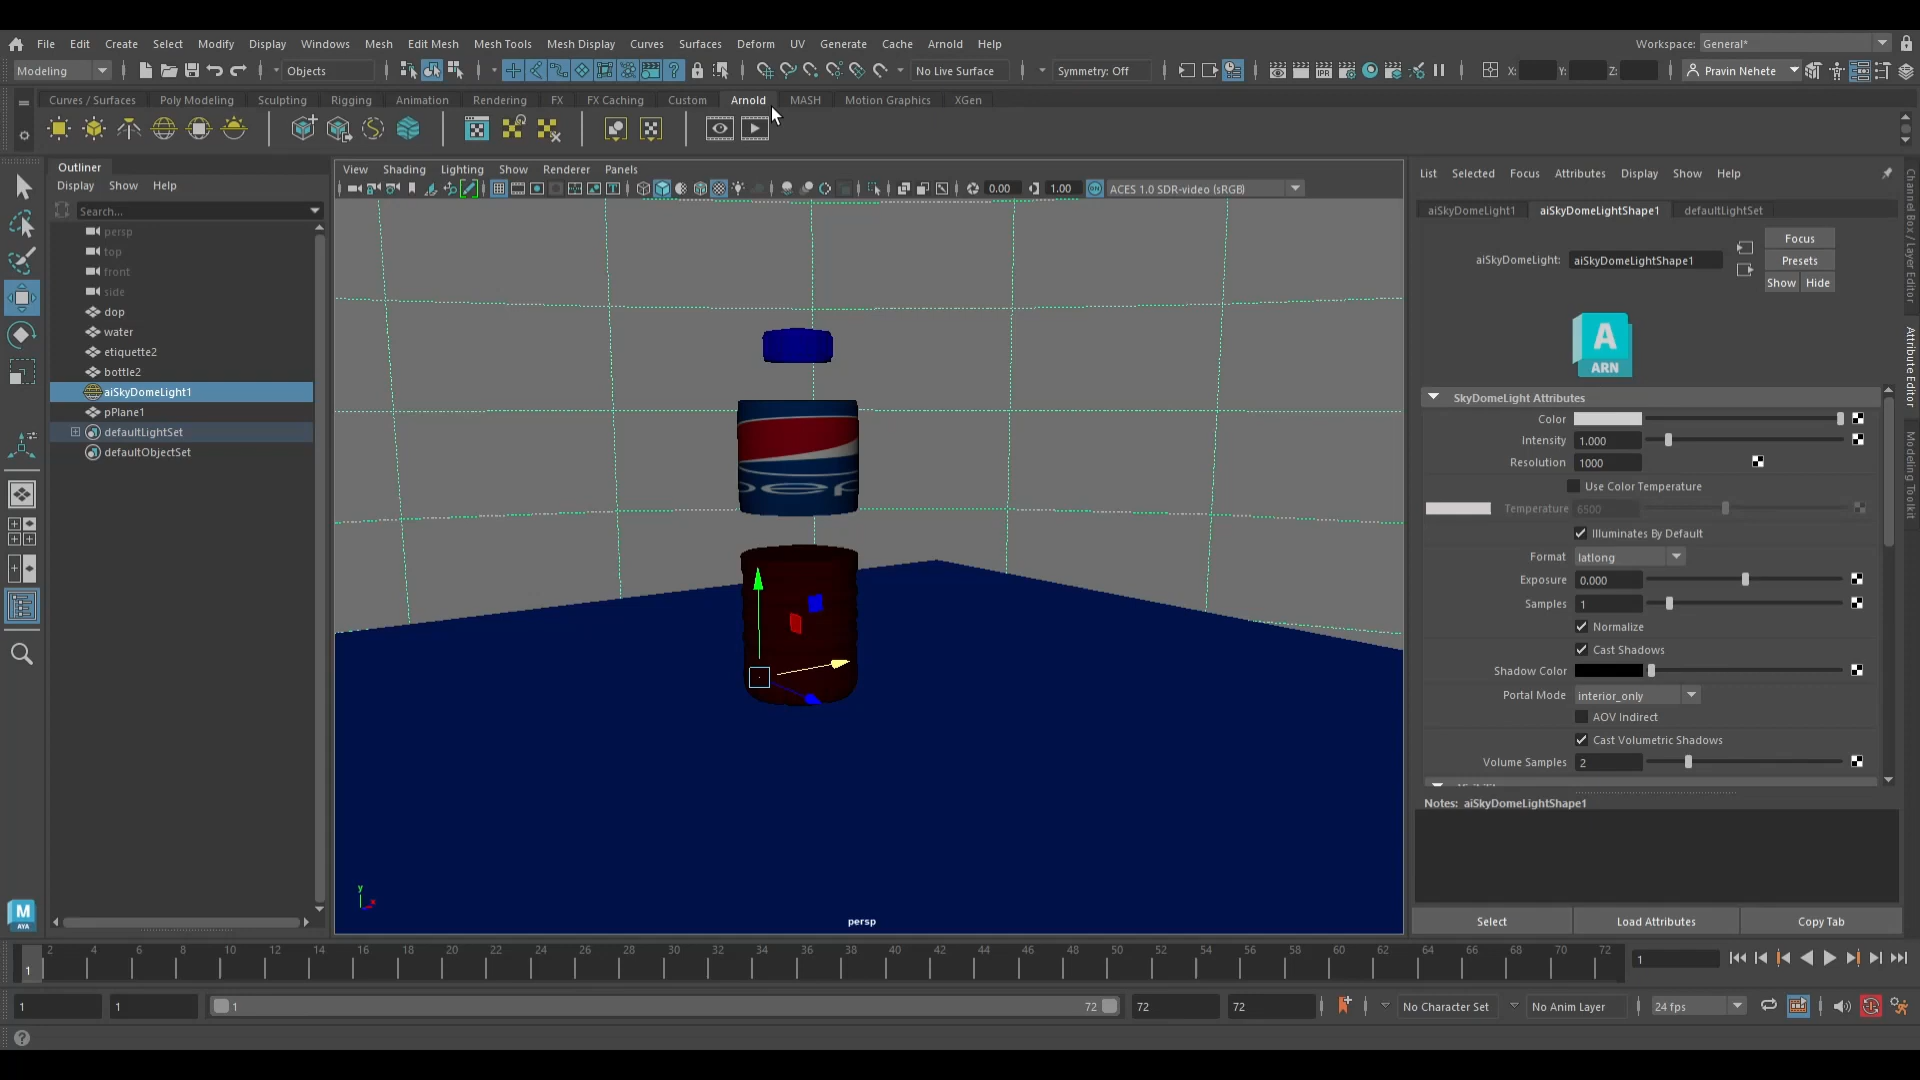 File Edit Create Select Modify Display Windows Mesh Edit Mesh Mesh Tools Mesh Display Curves Surfaces Deform UV Generate Cache Arnold Help
Workspace: General*
Modeling
Objects
No Live Surface
Symmetry: Off
X:
Y:
Z:
Pravin Nehete
Curves / Surfaces Poly Modeling Sculpting Rigging Animation Rendering FX FX Caching Custom Arnold MASH Motion Graphics XGen
Outliner
Display Show Help
Search...
persp
top
front
side
dop
water
etiquette2
bottle2
aiSkyDomeLight1
pPlane1
defaultLightSet
defaultObjectSet
View Shading Lighting Show Renderer Panels
0.00
1.00
ACES 1.0 SDR-video (sRGB)
y
persp
List Selected Focus Attributes Display Show Help
aiSkyDomeLight1 aiSkyDomeLightShape1 defaultLightSet
aiSkyDomeLight: aiSkyDomeLightShape1
Focus
Presets
Show Hide
A
ARN
SkyDomeLight Attributes
Color
Intensity 1.000
Resolution 1000
Use Color Temperature
Temperature 6500
Illuminates By Default
Format latlong
Exposure 0.000
Samples 1
Normalize
Cast Shadows
Shadow Color
Portal Mode interior_only
AOV Indirect
Cast Volumetric Shadows
Volume Samples 2
Notes: aiSkyDomeLightShape1
Select Load Attributes Copy Tab
Channel Box / Layer Editor
Attribute Editor
Modeling Toolkit
M
AYA
2 4 6 8 10 12 14 16 18 20 22 24 26 28 30 32 34 36 38 40 42 44 46 48 50 52 54 56 58 60 62 64 66 68 70 72
1
1
1
1
1
72
72
72
No Character Set
No Anim Layer
24 fps